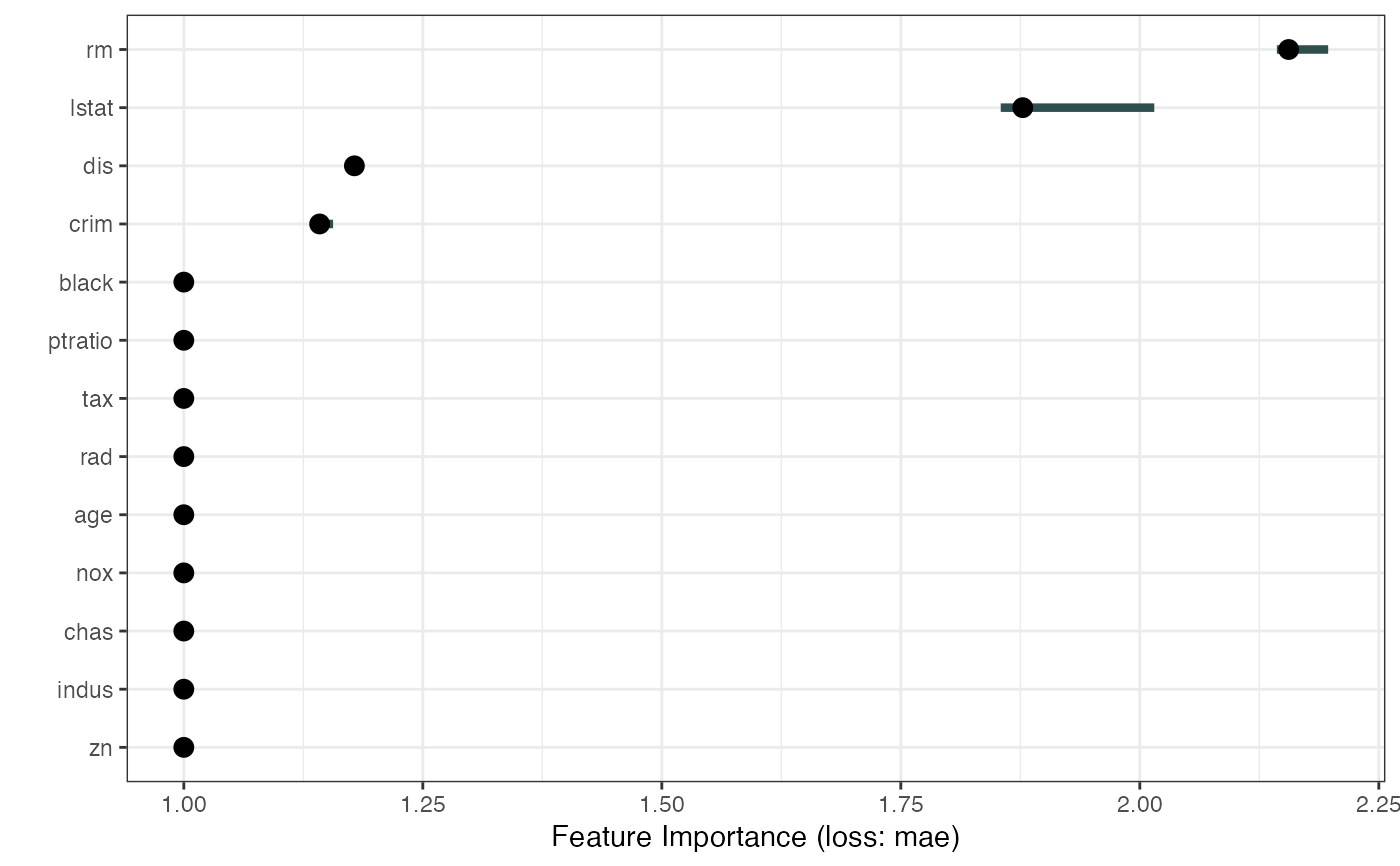 rm
lstat
dis
crim
black
ptratio
tax
rad
age
nox
chas
indus
zn
1.00 1.25 1.50 1.75 2.00 2.25
Feature Importance (loss: mae)